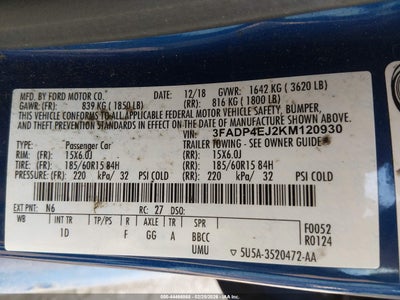 MFD. BY FORD MOTOR CO.
12/18 GVWR: 1642 KG ( 3620 LB)
GAWR: (FR) 839 KG ( 1850 LB) (RR) 816 KG ( 1800 LB)
THIS VEHICLE CONFORMS TO ALL APPLICABLE FEDERAL MOTOR VEHICLE SAFETY, BUMPER,
AND THEFT PREVENTION STANDARDS IN EFFECT ON THE DATE OF MANUFACTURE SHOWN ABOVE.
VIN: 3FADP4EJ2KM120930
TYPE: Passenger Car TRAILER TOWING - SEE OWNER GUIDE
RIM: (FR) 15X6.0J (RR) 15X6.0J
TIRE: (FR) 185/60R15 84H (RR) 185/60R15 84H
PRESSURE: (FR) 220 kPa/ 32 PSI COLD (RR) 220 kPa/ 32 PSI COLD
EXT PNT: N6 RC: 27 DSO:
WB INT TR TP/PS R AXLE TR SPR
1D F GG A BBCC
UMU
F0052
R0124
5U5A-3520472-AA